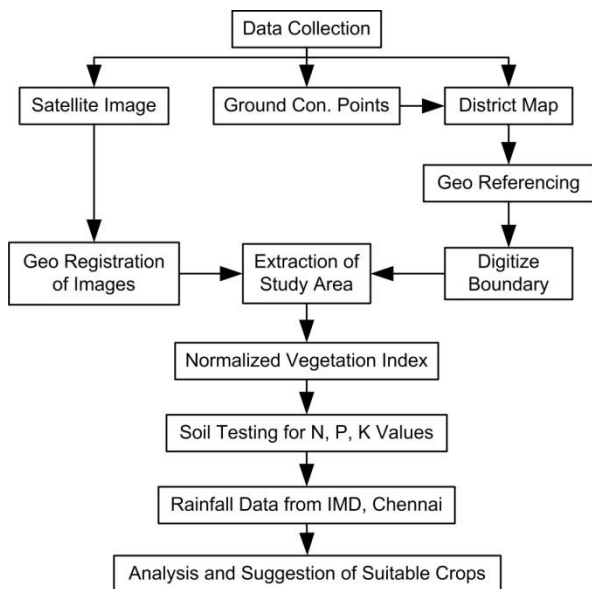 Data Collection
Satellite Image
Ground Con. Points
District Map
Geo Referencing
Geo Registration
of Images
Extraction of
Study Area
Digitize
Boundary
Normalized Vegetation Index
Soil Testing for N, P, K Values
Rainfall Data from IMD, Chennai
Analysis and Suggestion of Suitable Crops